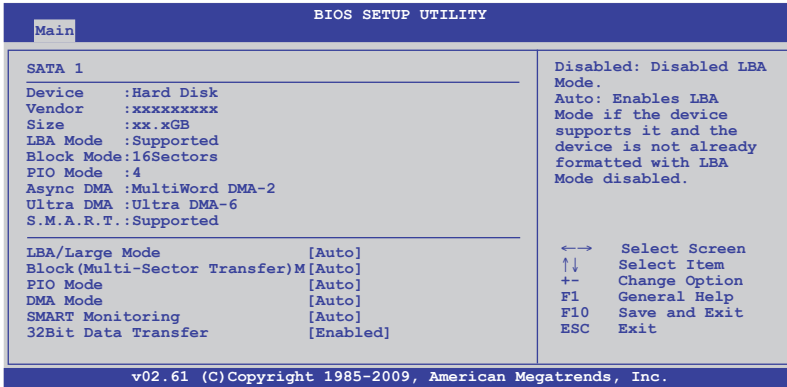 BIOS SETUP UTILITY
Main
SATA 1
Device :Hard Disk
Vendor :xxxxxxxxx
Size :xx.xGB
LBA Mode :Supported
Block Mode:16Sectors
PIO Mode :4
Async DMA :MultiWord DMA-2
Ultra DMA :Ultra DMA-6
S.M.A.R.T.:Supported
LBA/Large Mode [Auto]
Block(Multi-Sector Transfer)M[Auto]
PIO Mode [Auto]
DMA Mode [Auto]
SMART Monitoring [Auto]
32Bit Data Transfer [Enabled]
Disabled: Disabled LBA
Mode.
Auto: Enables LBA
Mode if the device
supports it and the
device is not already
formatted with LBA
Mode disabled.
←→ Select Screen
↑↓ Select Item
+- Change Option
F1 General Help
F10 Save and Exit
ESC Exit
v02.61 (C)Copyright 1985-2009, American Megatrends, Inc.